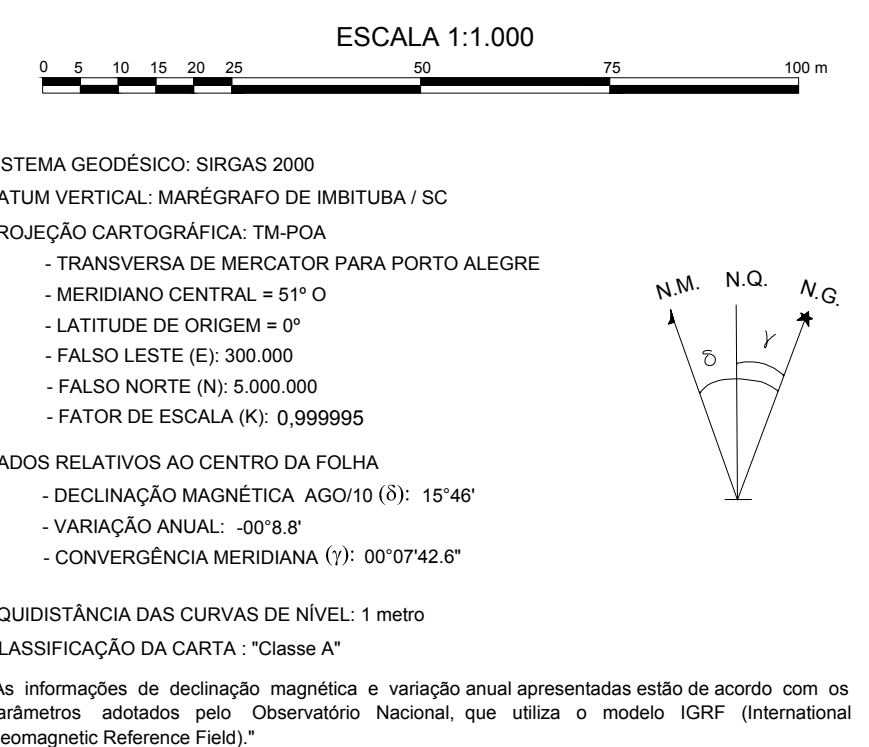 ESCALA 1:1.000
0 5 10 15 20 25 50 75 100 m
ISTEMA GEODÉSICO: SIRGAS 2000
ATUM VERTICAL: MARÉGRAFO DE IMBITUBA / SC
ROJEÇÃO CARTOGRÁFICA: TM-POA
- TRANSVERSA DE MERCATOR PARA PORTO ALEGRE
- MERIDIANO CENTRAL = 51º O
- LATITUDE DE ORIGEM = 0º
- FALSO LESTE (E): 300.000
- FALSO NORTE (N): 5.000.000
- FATOR DE ESCALA (K): 0,999995
N.M. N.Q. N.G.
δ γ
ADOS RELATIVOS AO CENTRO DA FOLHA
- DECLINAÇÃO MAGNÉTICA AGO/10 (δ): 15°46'
- VARIAÇÃO ANUAL: -00°8.8'
- CONVERGÊNCIA MERIDIANA (γ): 00°07'42.6"
QUIDISTÂNCIA DAS CURVAS DE NÍVEL: 1 metro
LASSIFICAÇÃO DA CARTA : "Classe A"
As informações de declinação magnética e variação anual apresentadas estão de acordo com os
arâmetros adotados pelo Observatório Nacional, que utiliza o modelo IGRF (International
eomagnetic Reference Field)."